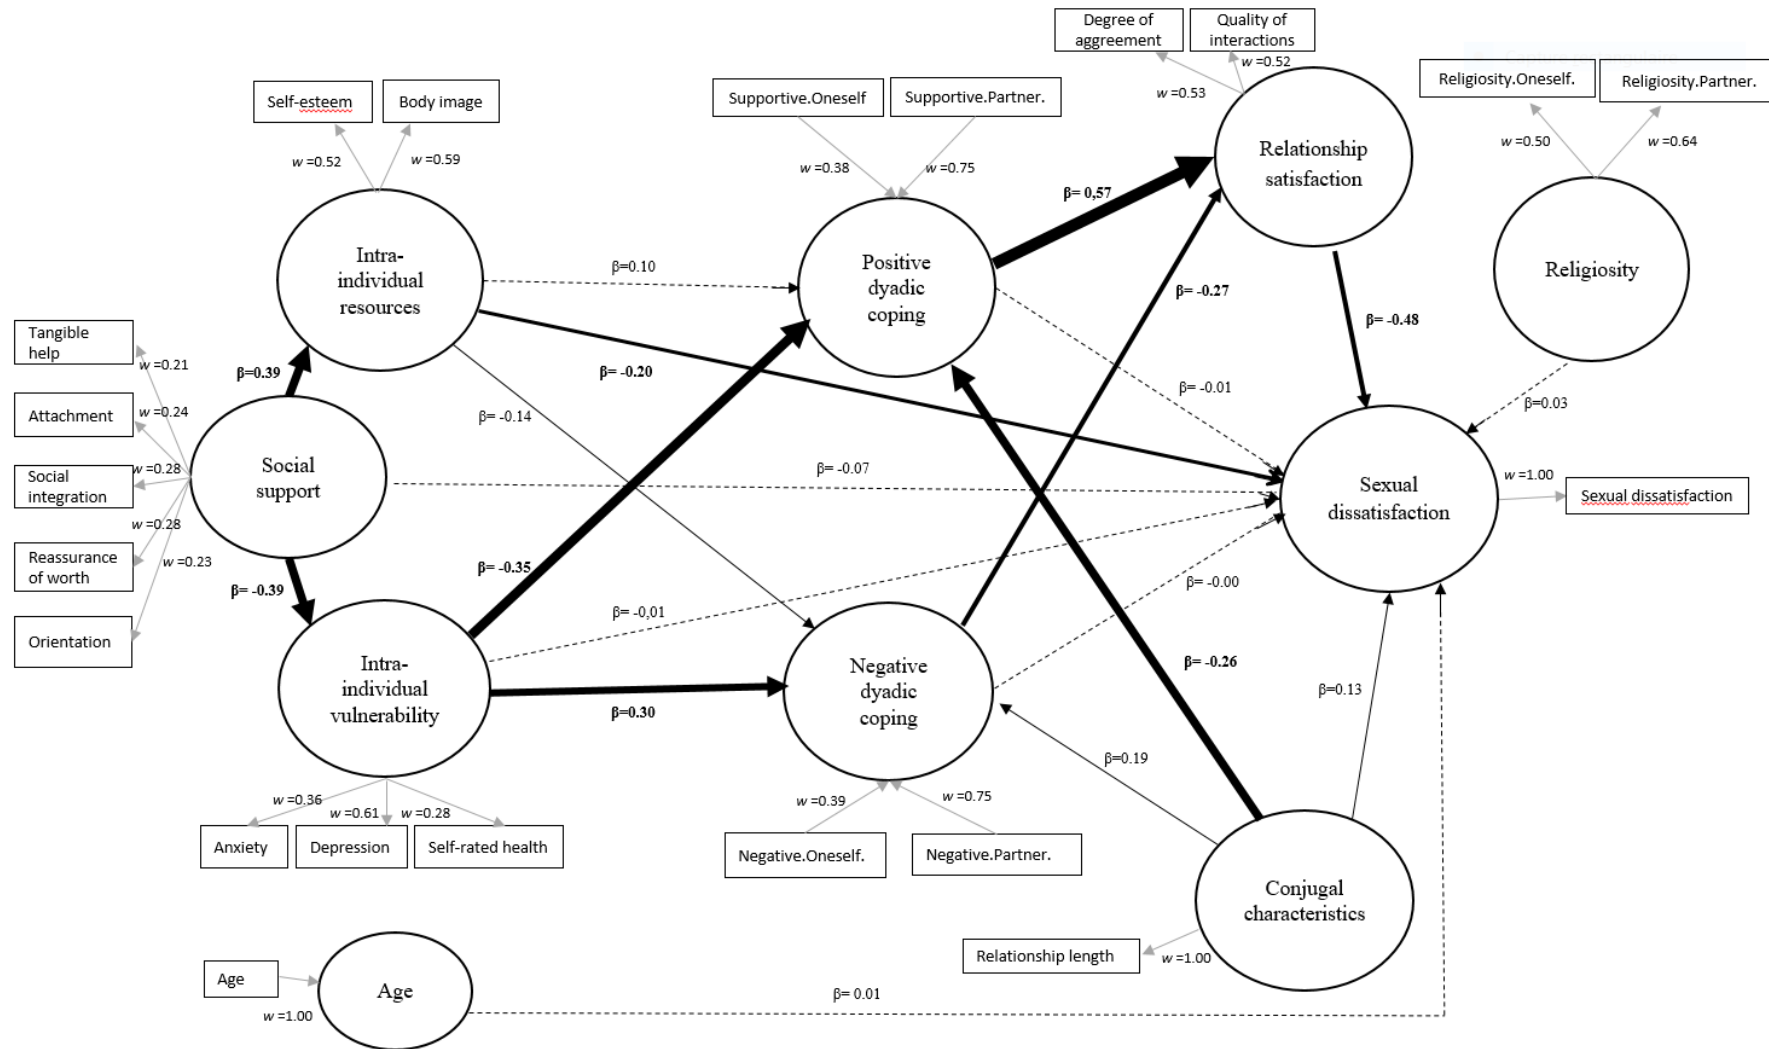 Degree of
aggreement
Quality of
interactions
w =0.52
w =0.53
Religiosity.Oneself.
Religiosity.Partner.
w =0.50
w =0.64
Self-esteem
Body image
w =0.52
w =0.59
Supportive.Oneself
Supportive.Partner.
w =0.38
w =0.75
Relationship
satisfaction
β= 0,57
Intra-
individual
resources
β=0.10
Positive
dyadic
coping
Religiosity
β= -0.27
β= -0.48
Tangible
help
w =0.21
β=0.39
β= -0.20
β= -0.01
β=0.03
Attachment
w =0.24
β= -0.14
Social
integration
w =0.28
Social
support
β= -0.07
Sexual
dissatisfaction
w =1.00
Sexual dissatisfaction
Reassurance
of worth
w =0.28
w =0.23
β= -0.39
β= -0.35
β= -0,01
β= -0.00
Orientation
Intra-
individual
vulnerability
β=0.30
Negative
dyadic
coping
β= -0.26
β=0.13
β=0.19
w =0.36
w =0.61
w =0.28
Anxiety
Depression
Self-rated health
w =0.39
w =0.75
Negative.Oneself.
Negative.Partner.
Conjugal
characteristics
Relationship length
w =1.00
Age
w =1.00
Age
β= 0.01